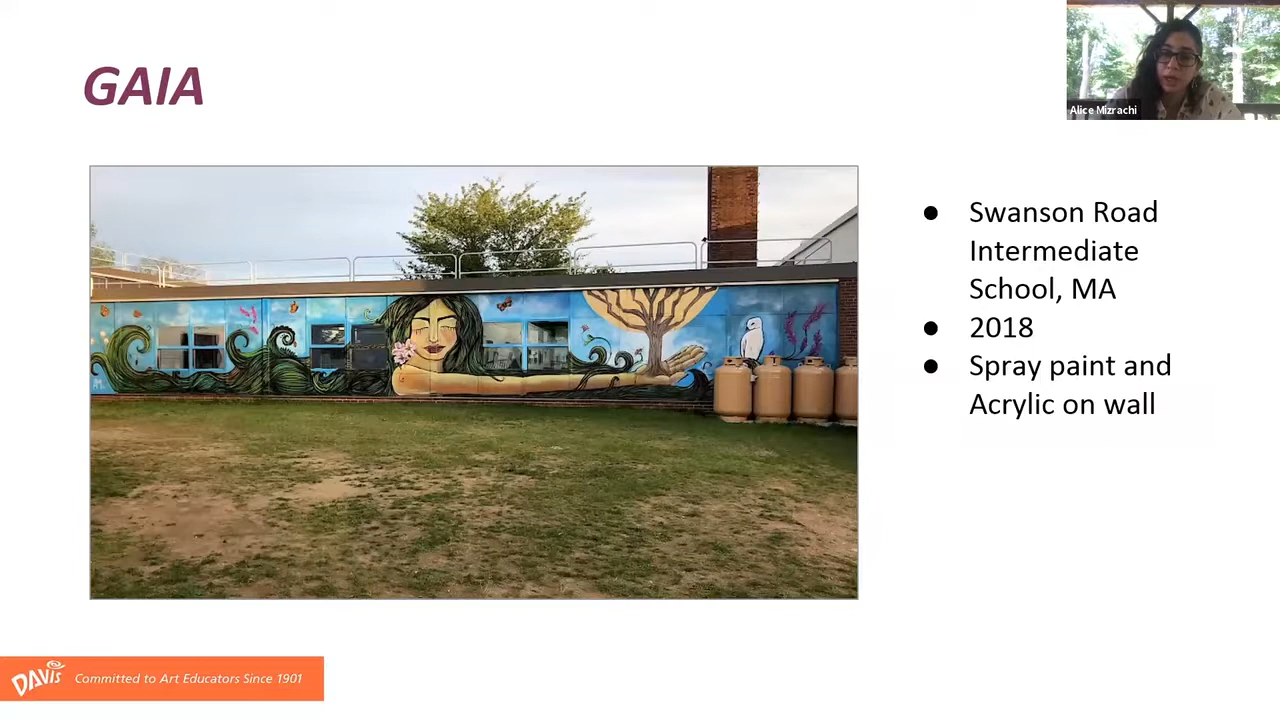 GAIA
Alice Mizrachi
● Swanson Road
Intermediate
School, MA
● 2018
● Spray paint and
Acrylic on wall
DAVIS
Committed to Art Educators Since 1901